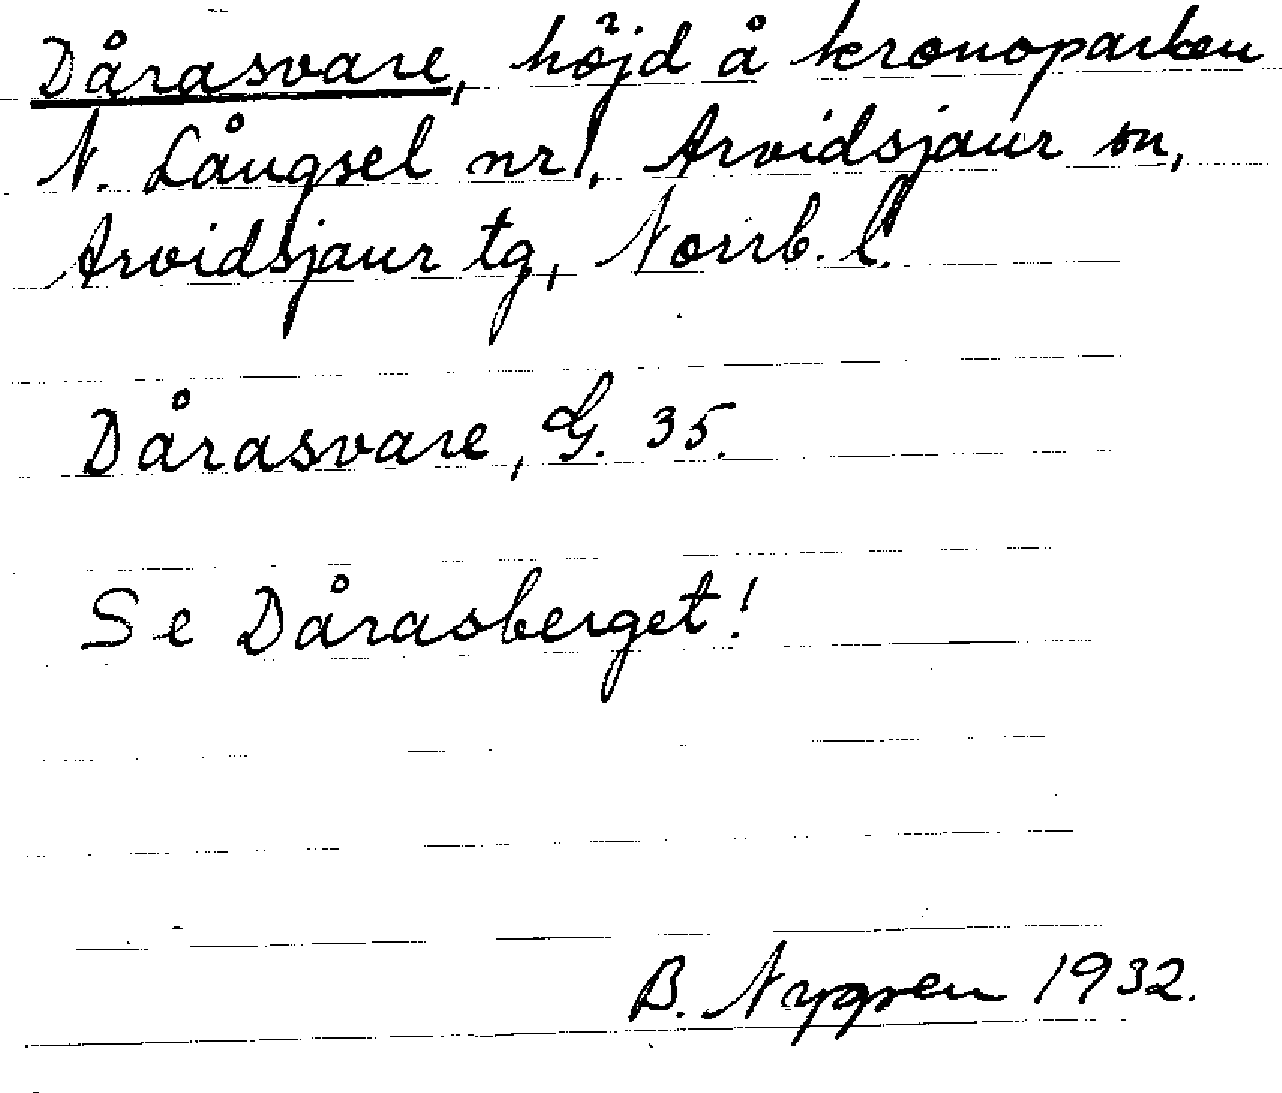 Dårasvare, höjd å kronoparken
N. Långsel nr 1, Arvidsjaur sn,
Arvidsjaur tg, Norrb. l.
Dårasvare, G. 35.
Se Dårasberget!
B. Nygren 1932.